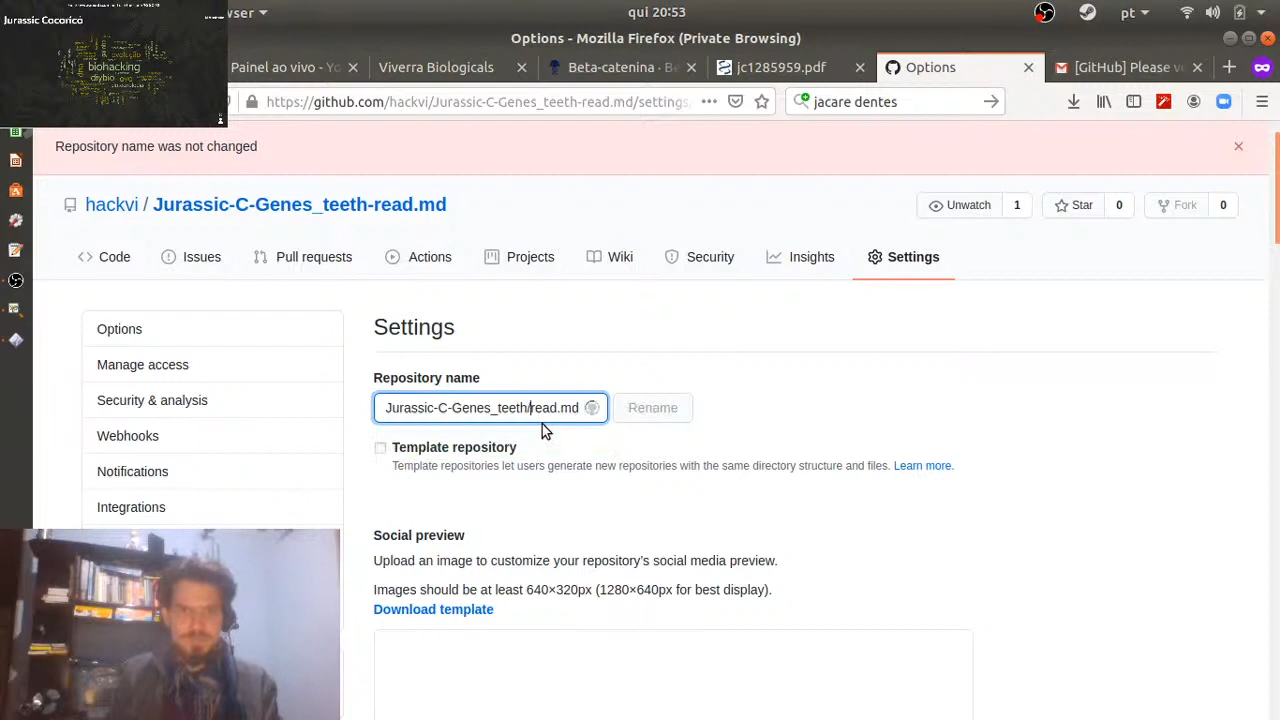 Jurassic Cocoricó
biohacking
diybio
ovo
evolução
wser
qui 20:53
pt
Options - Mozilla Firefox (Private Browsing)
Painel ao vivo - Yo
Viverra Biologicals
Beta-catenina - B
jc1285959.pdf
Options
[GitHub] Please v
https://github.com/hackvi/Jurassic-C-Genes_teeth-read.md/settings,
jacare dentes
Repository name was not changed
hackvi / Jurassic-C-Genes_teeth-read.md
Unwatch 1
Star 0
Fork 0
Code
Issues
Pull requests
Actions
Projects
Wiki
Security
Insights
Settings
Options
Manage access
Security & analysis
Webhooks
Notifications
Integrations
Settings
Repository name
Jurassic-C-Genes_teeth/read.md
Rename
Template repository
Template repositories let users generate new repositories with the same directory structure and files. Learn more.
Social preview
Upload an image to customize your repository's social media preview.
Images should be at least 640×320px (1280×640px for best display).
Download template